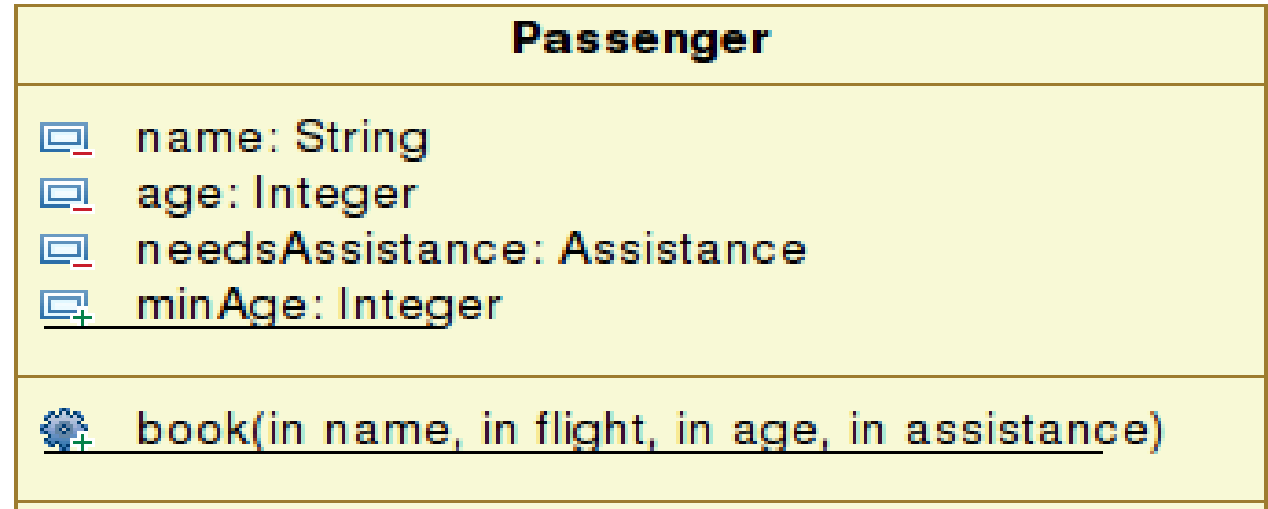 Passenger
name: String
age: Integer
needsAssistance: Assistance
minAge: Integer
book(in name, in flight, in age, in assistance)